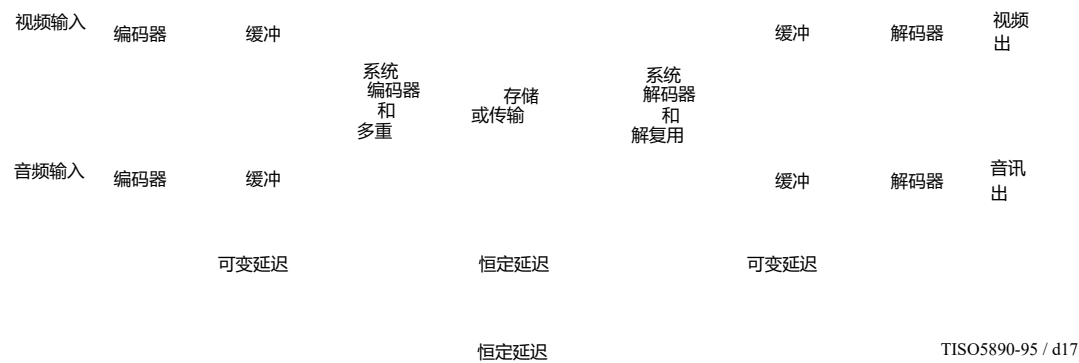 视频输入
编码器
缓冲
缓冲
解码器
视频
出
系统
编码器
和
多重
存储
或传输
系统
解码器
和
解复用
音频输入
编码器
缓冲
缓冲
解码器
音讯
出
可变延迟
恒定延迟
可变延迟
恒定延迟
TISO5890-95 / d17